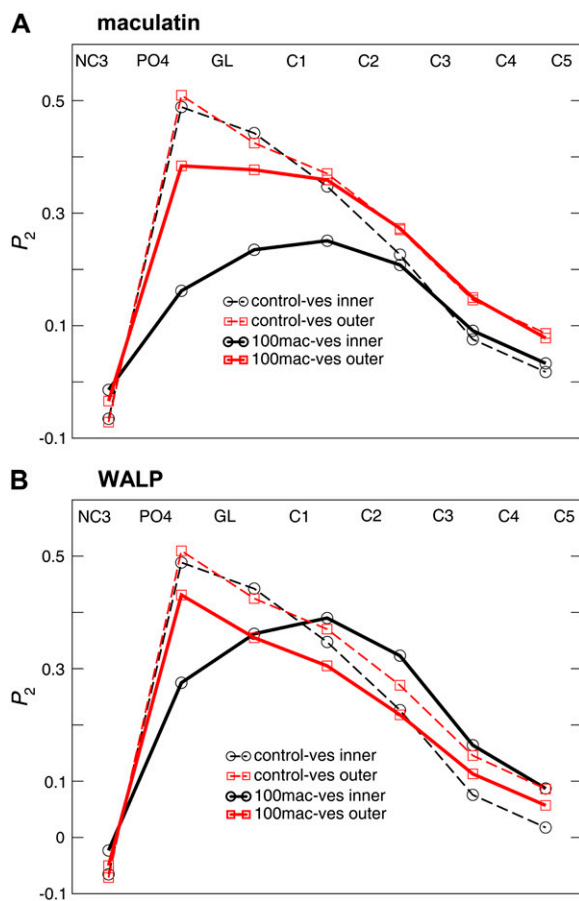 A maculatin
NC3 PO4 GL C1 C2 C3 C4 C5
0.5
0.3
P2
0.1
-0.1
control-ves inner
control-ves outer
100mac-ves inner
100mac-ves outer
B WALP
NC3 PO4 GL C1 C2 C3 C4 C5
0.5
0.3
P2
0.1
0
-0.1
control-ves inner
control-ves outer
100mac-ves inner
100mac-ves outer